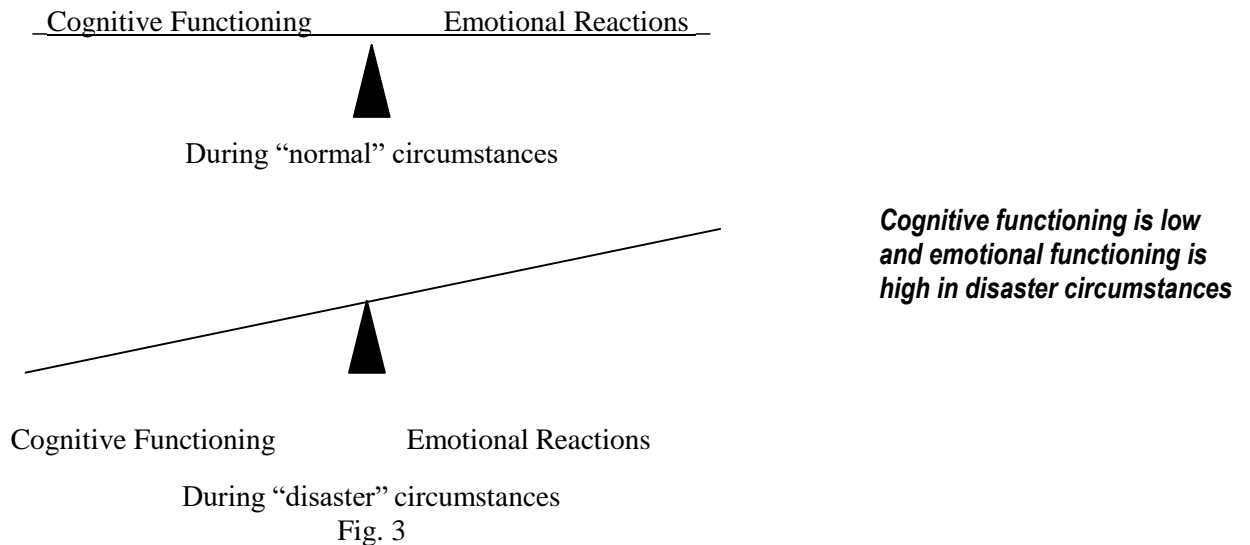 Cognitive Functioning Emotional Reactions
During “normal” circumstances
Cognitive functioning is low
and emotional functioning is
high in disaster circumstances
Cognitive Functioning Emotional Reactions
During “disaster” circumstances
Fig. 3